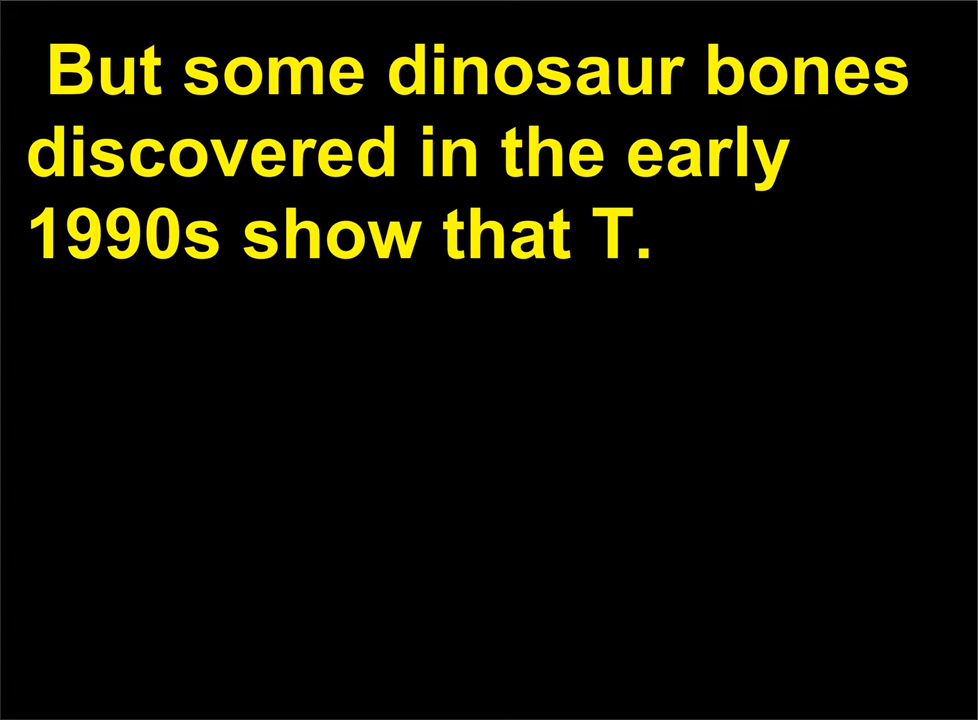 But some dinosaur bones
discovered in the early
1990s show that T.